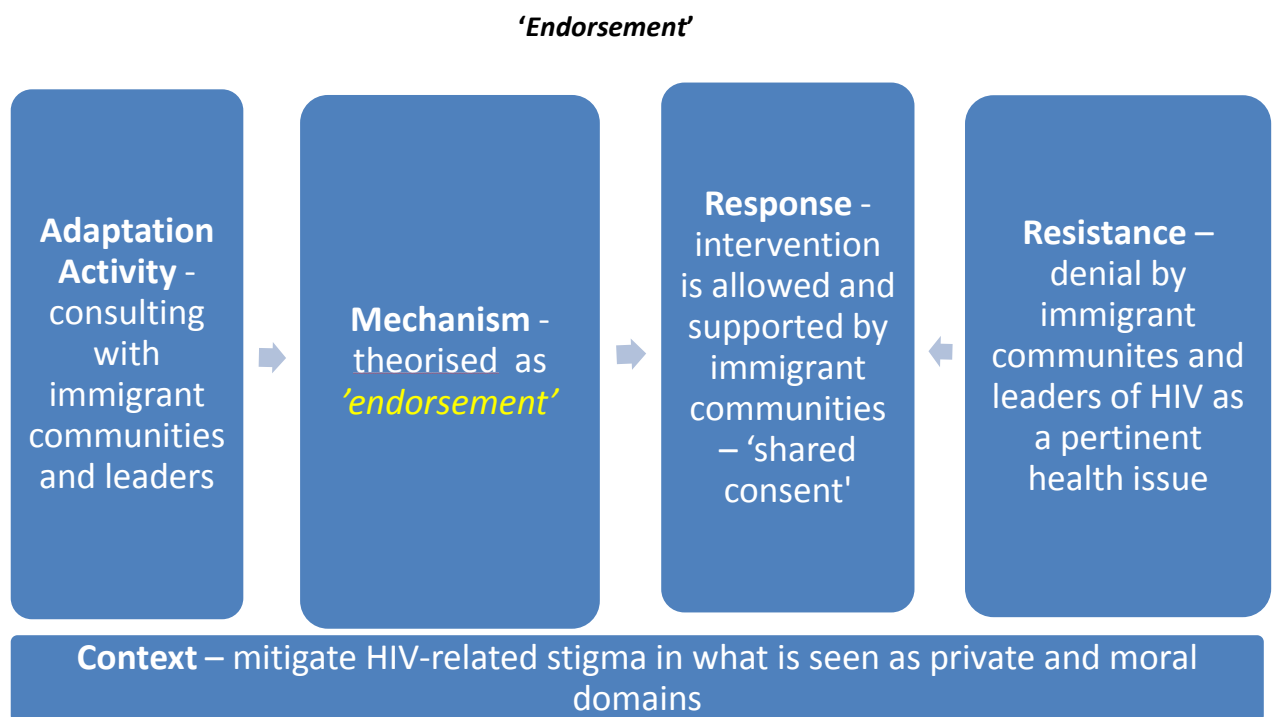 ‘Endorsement’
Adaptation
Activity -
consulting
with
immigrant
communities
and leaders
Mechanism -
theorised as
’endorsement’
Response -
intervention
is allowed and
supported by
immigrant
communities
– ‘shared
consent'
Resistance –
denial by
immigrant
communites and
leaders of HIV as
a pertinent
health issue
Context – mitigate HIV-related stigma in what is seen as private and moral
domains